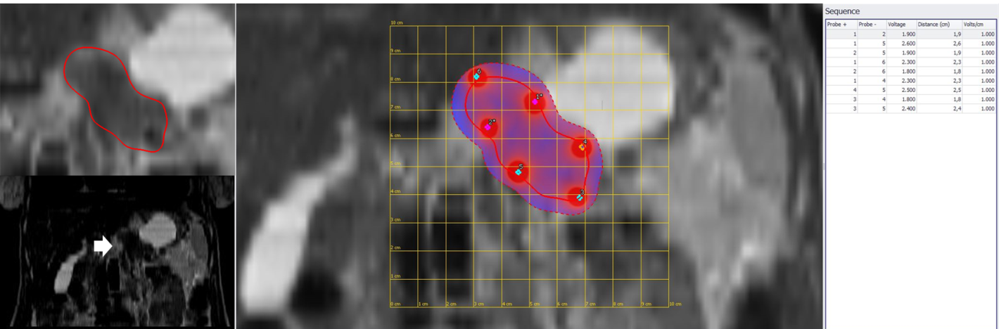 Sequence
Probe + Probe - Voltage Distance (cm) Volts/cm
1 2 1.900 1,9 1.000
1 5 2.600 2,6 1.000
2 5 1.900 1,9 1.000
1 6 2.300 2,3 1.000
2 6 1.800 1,8 1.000
1 4 2.300 2,3 1.000
4 5 2.500 2,5 1.000
3 4 1.800 1,8 1.000
3 5 2.400 2,4 1.000
10 cm
9 cm
8 cm
7 cm
6 cm
5 cm
4 cm
3 cm
2 cm
1 cm
0 cm 1 cm 2 cm 3 cm 4 cm 5 cm 6 cm 7 cm 8 cm 9 cm 10 cm
6
1*
2*
4
5
3